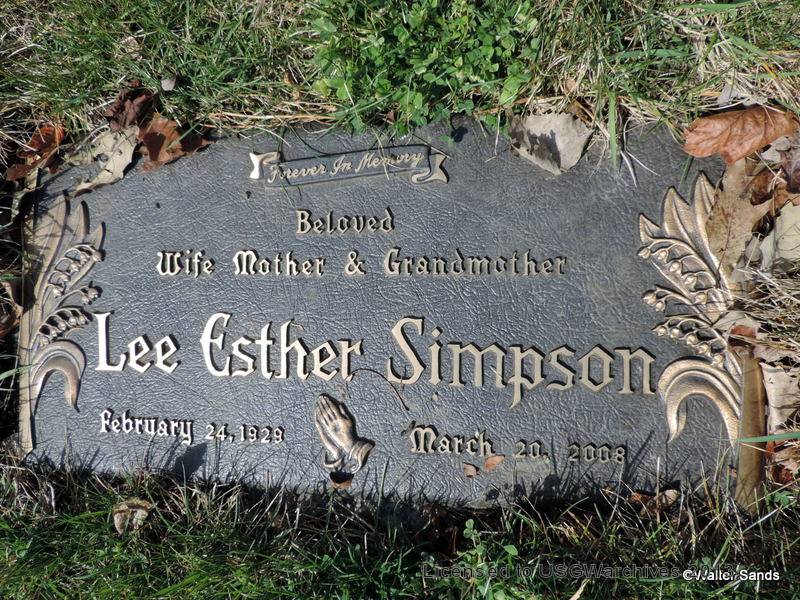 Forever In Memory
Beloved
Wife Mother & Grandmother
Lee Esther Simpson
February 24, 1929 March 20, 2008
Licensed to USGWarchives
©Walter Sands